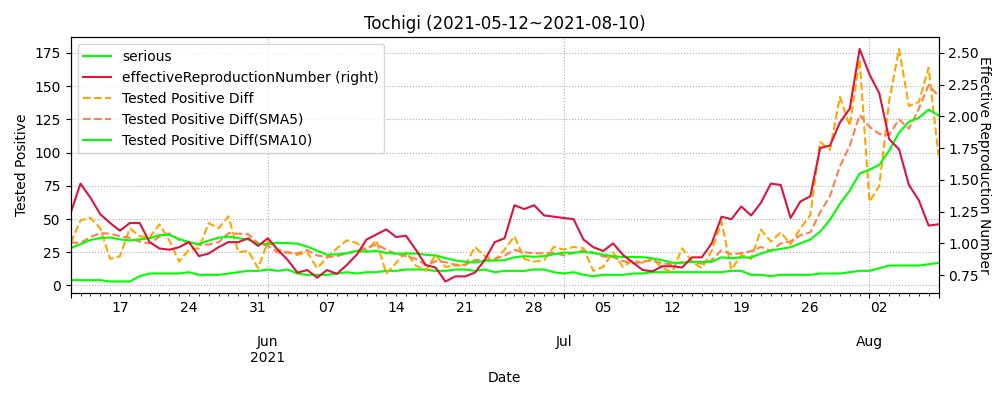 Tochigi (2021-05-12~2021-08-10)
serious
effectiveReproductionNumber (right)
Tested Positive Diff
Tested Positive Diff(SMA5)
Tested Positive Diff(SMA10)
Tested Positive
175
150
125
100
75
50
25
0
2.50
2.25
2.00
1.75
1.50
1.25
1.00
0.75
Effective Reproduction Number
17 24 31 07 14 21 28 05 12 19 26 02
Jun Jul Aug
2021
Date